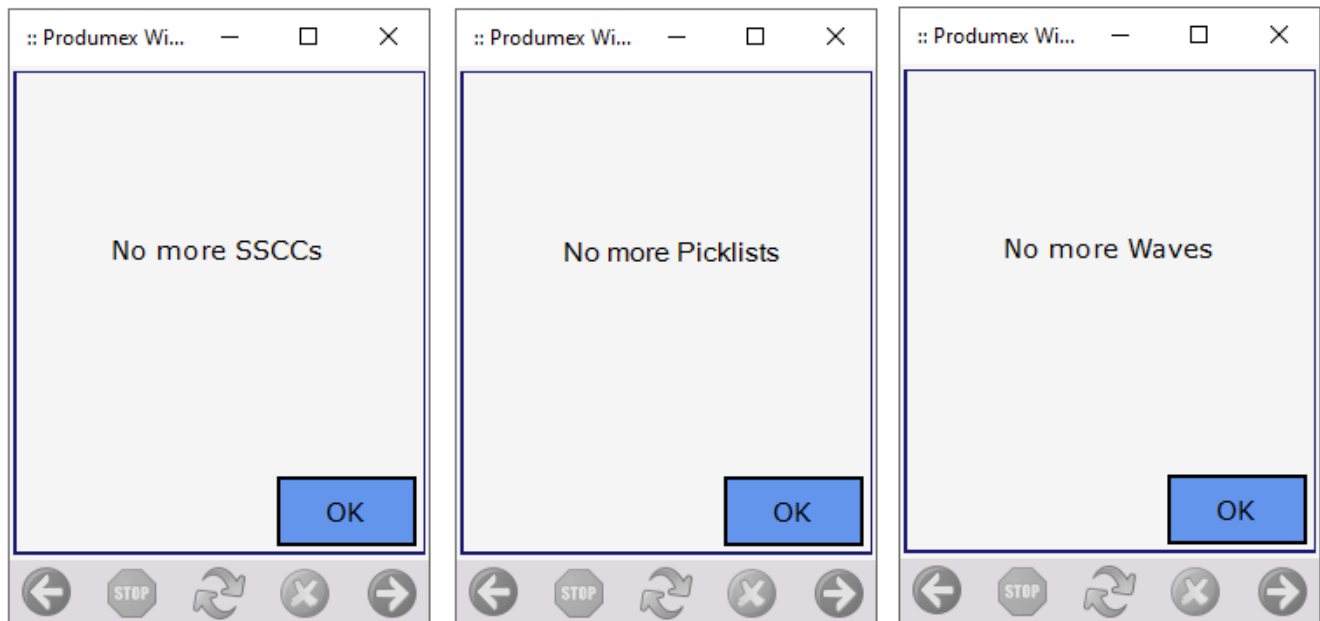 :: Produmex Wi...
No more SSCCs
OK
STOP
:: Produmex Wi...
No more Picklists
OK
STOP
:: Produmex Wi...
No more Waves
OK
STOP